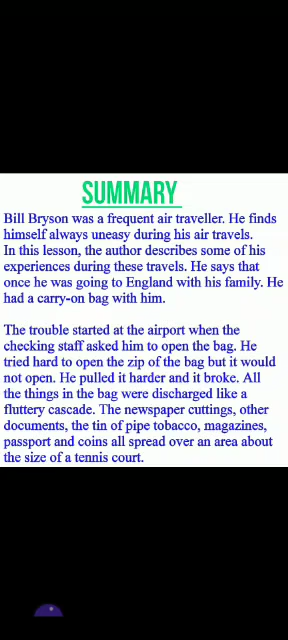 SUMMARY
Bill Bryson was a frequent air traveller. He finds
himself always uneasy during his air travels.
In this lesson, the author describes some of his
experiences during these travels. He says that
once he was going to England with his family. He
had a carry-on bag with him.
The trouble started at the airport when the
checking staff asked him to open the bag. He
tried hard to open the zip of the bag but it would
not open. He pulled it harder and it broke. All
the things in the bag were discharged like a
fluttery cascade. The newspaper cuttings, other
documents, the tin of pipe tobacco, magazines,
passport and coins all spread over an area about
the size of a tennis court.